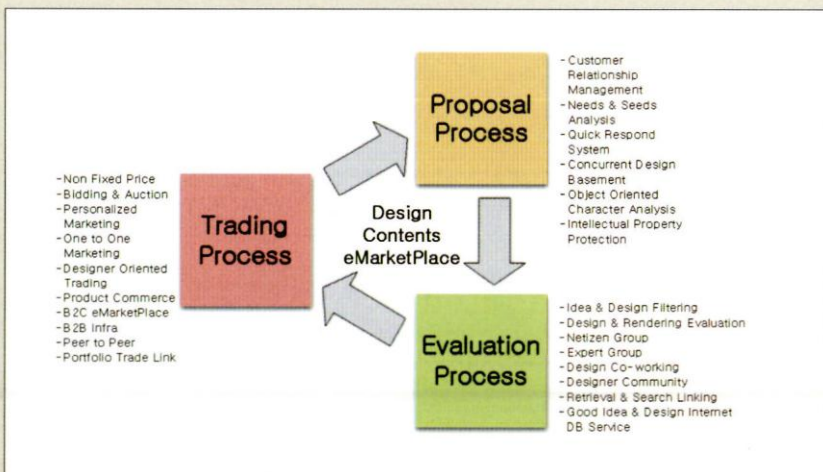 Proposal
Process
- Customer
Relationship
Management
- Needs & Seeds
Analysis
- Quick Respond
System
- Concurrent Design
Basement
- Object Oriented
Character Analysis
- Intellectual Property
Protection
- Non Fixed Price
- Bidding & Auction
- Personalized
Marketing
- One to One
Marketing
- Designer Oriented
Trading
- Product Commerce
- B2C eMarketPlace
- B2B Infra
- Peer to Peer
- Portfolio Trade Link
Trading
Process
Design
Contents
eMarketPlace
Evaluation
Process
- Idea & Design Filtering
- Design & Rendering Evaluation
- Netizen Group
- Expert Group
- Design Co-working
- Designer Community
- Retrieval & Search Linking
- Good Idea & Design Internet
DB Service